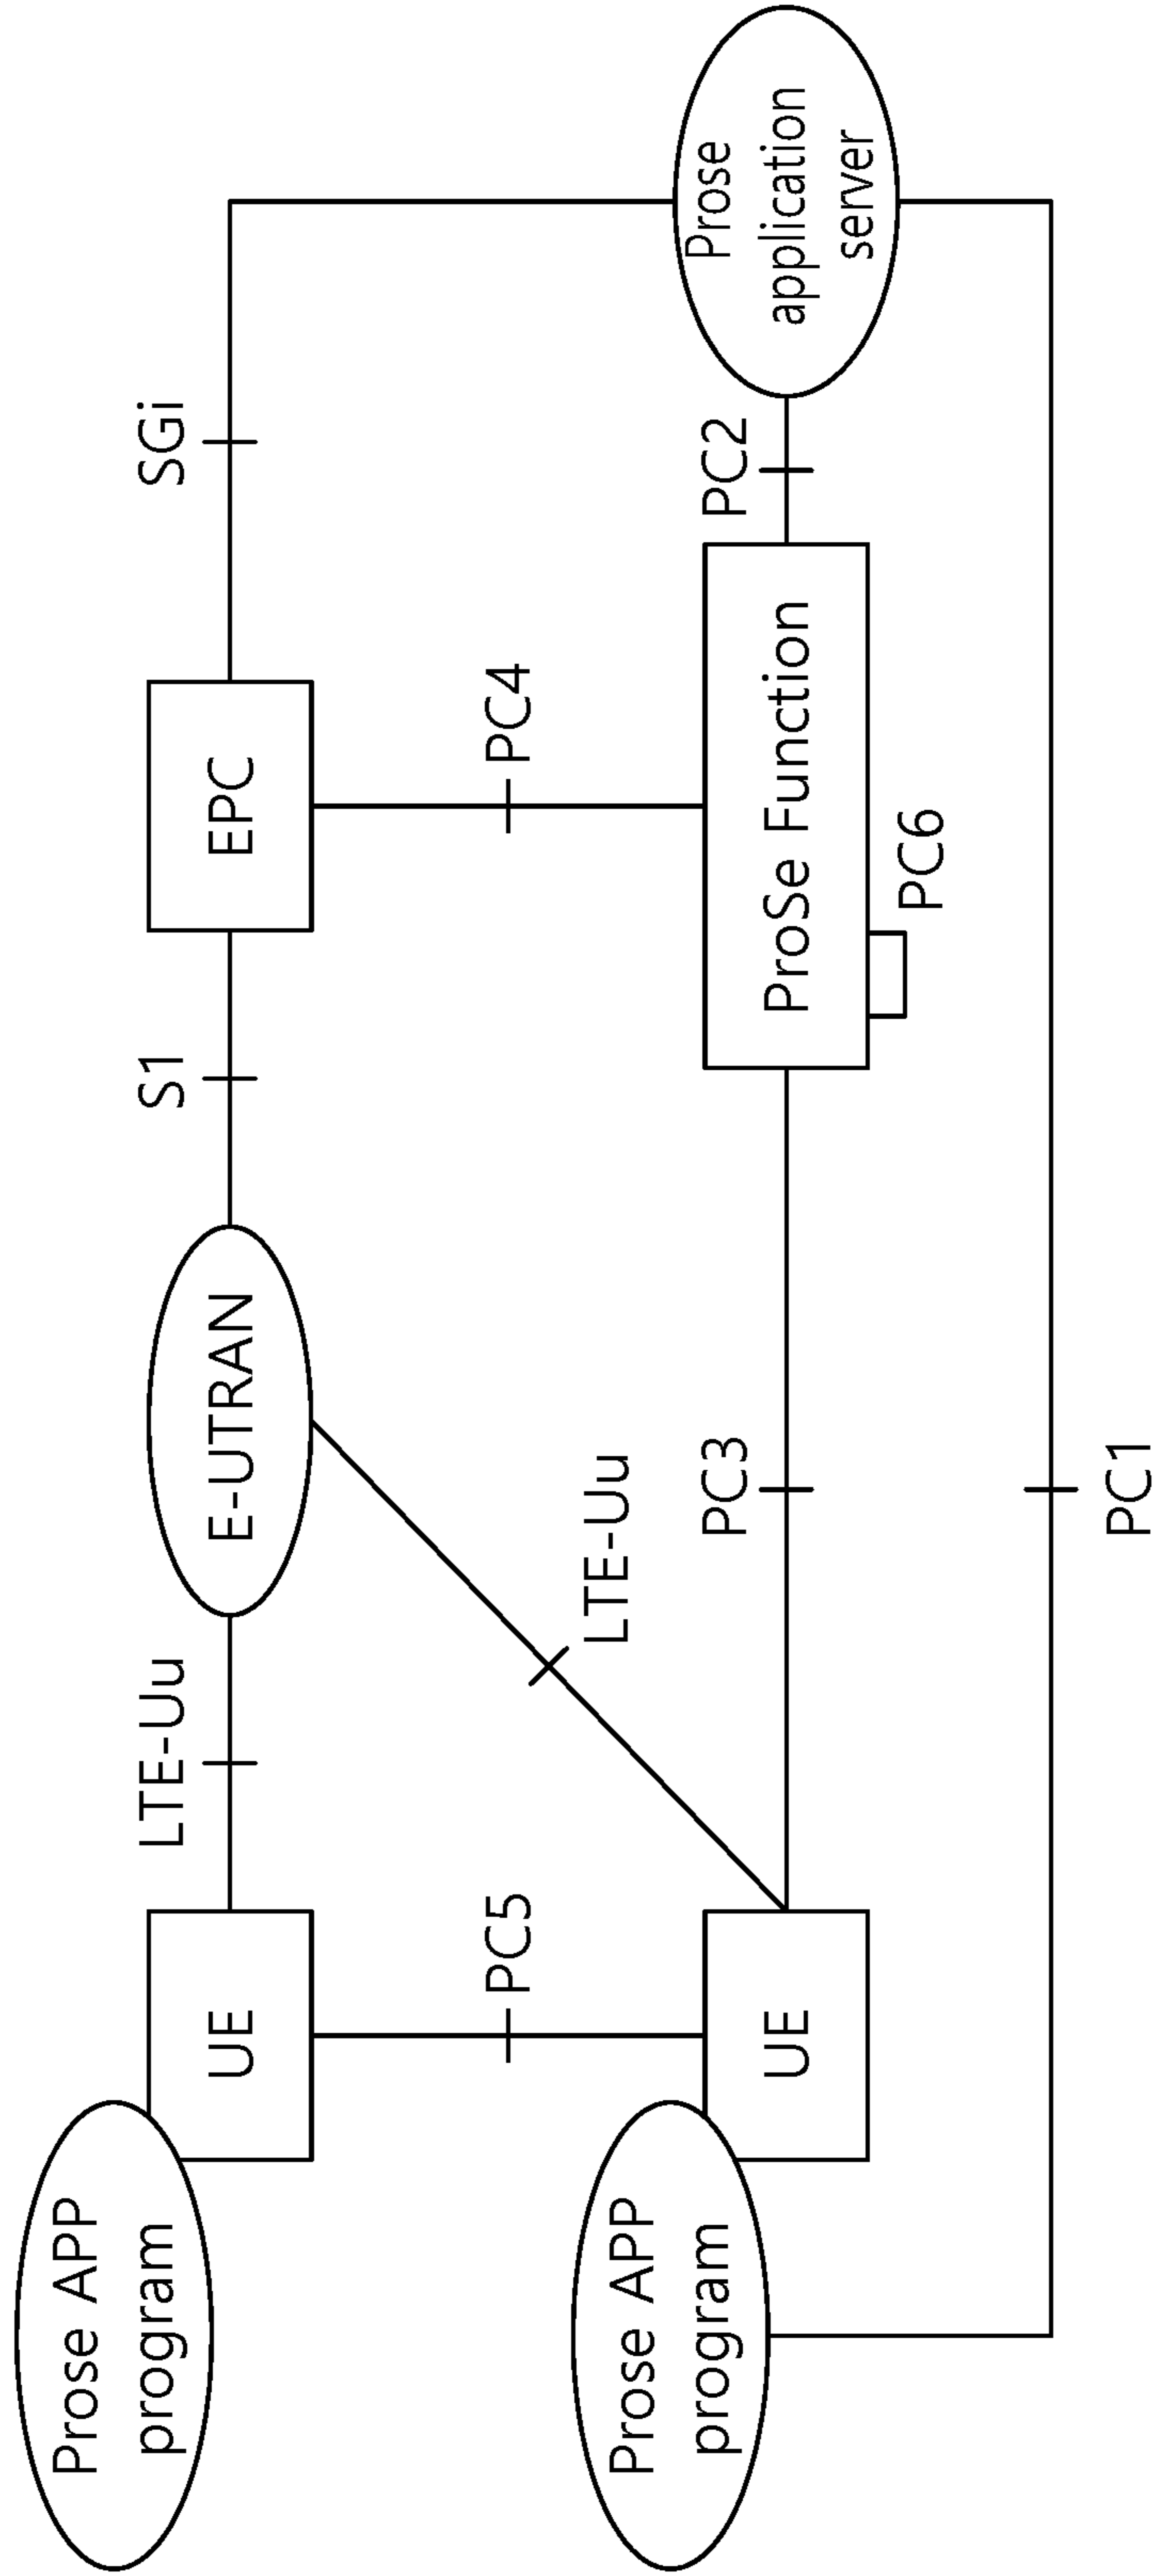 Prose APP
program
UE
LTE-Uu
E-UTRAN
S1
EPC
SGi
PC5
LTE-Uu
PC4
Prose APP
program
UE
PC3
ProSe Function
PC6
PC2
Prose
application
server
PC1